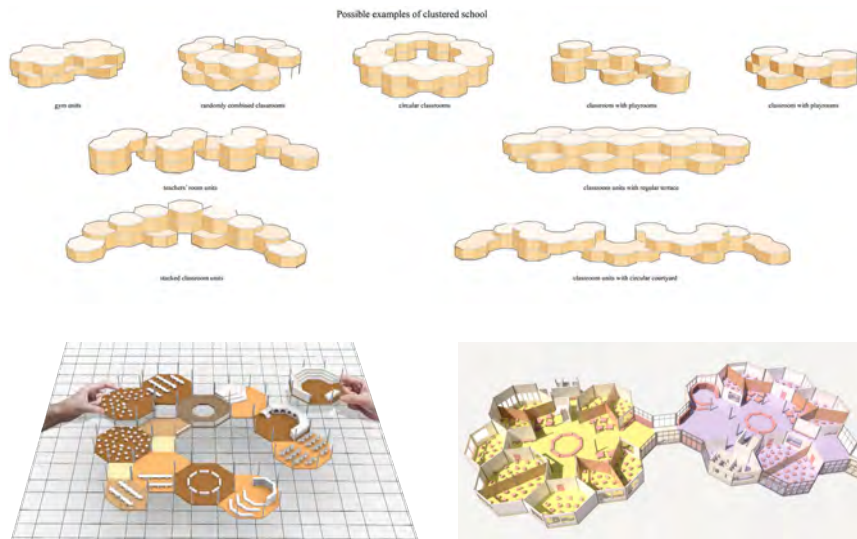 Possible examples of clustered school
gym units
randomly combined classrooms
circular classrooms
classroom with playrooms
classroom with playrooms
teachers' room units
classroom units with regular terrace
stacked classroom units
classroom units with circular courtyard